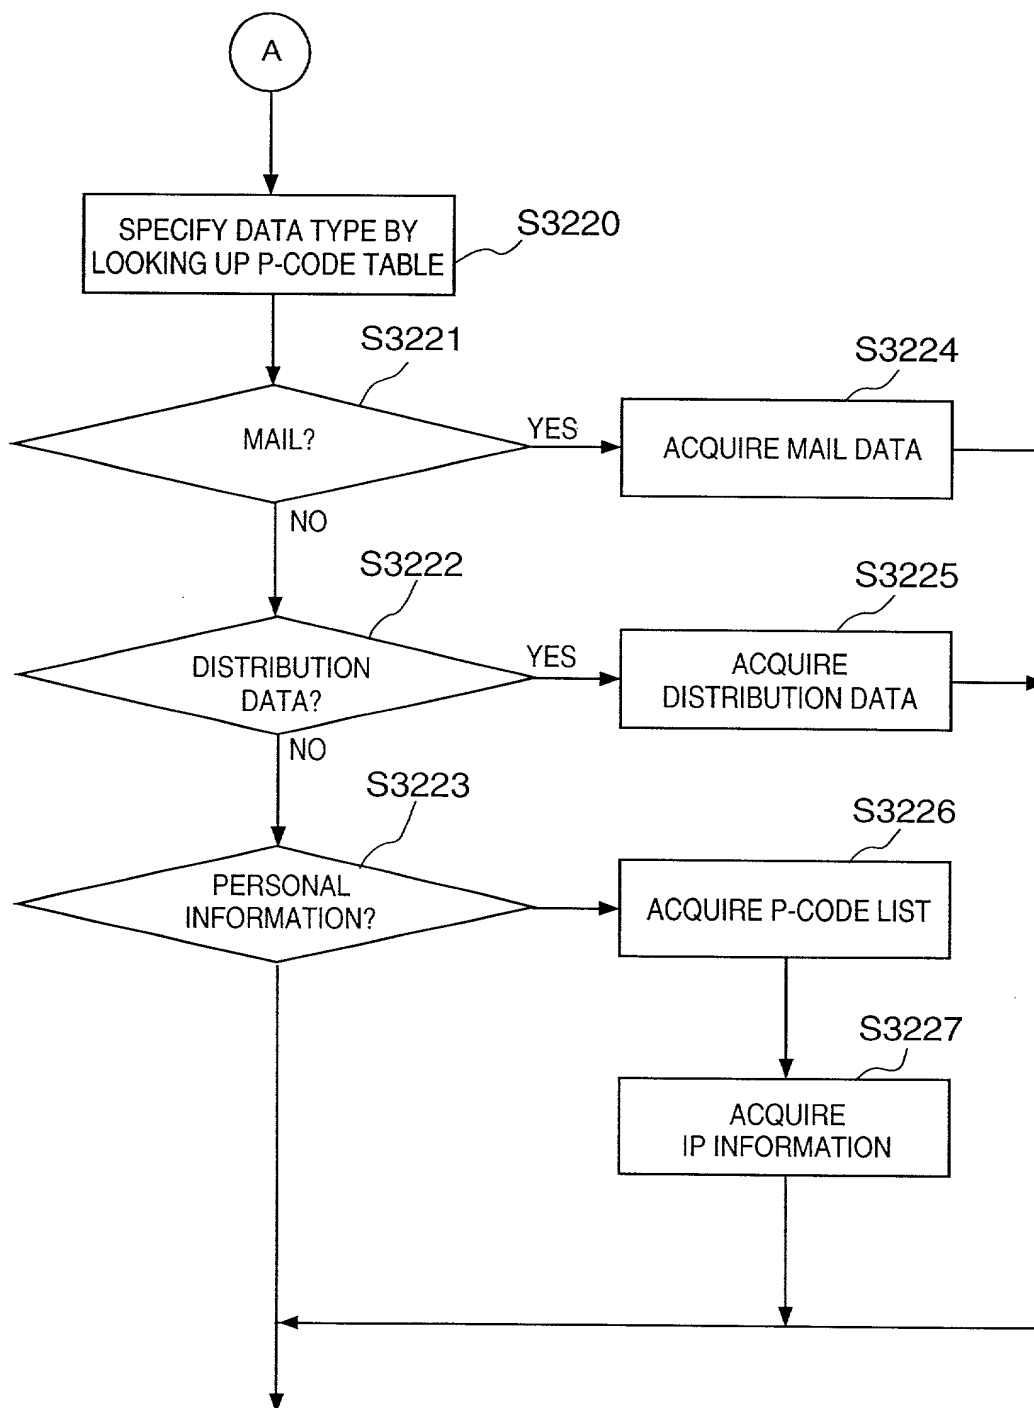 A
SPECIFY DATA TYPE BY
LOOKING UP P-CODE TABLE
S3220
S3221
MAIL?
YES
S3224
ACQUIRE MAIL DATA
NO
S3222
DISTRIBUTION
DATA?
YES
S3225
ACQUIRE
DISTRIBUTION DATA
NO
S3223
PERSONAL
INFORMATION?
S3226
ACQUIRE P-CODE LIST
S3227
ACQUIRE
IP INFORMATION